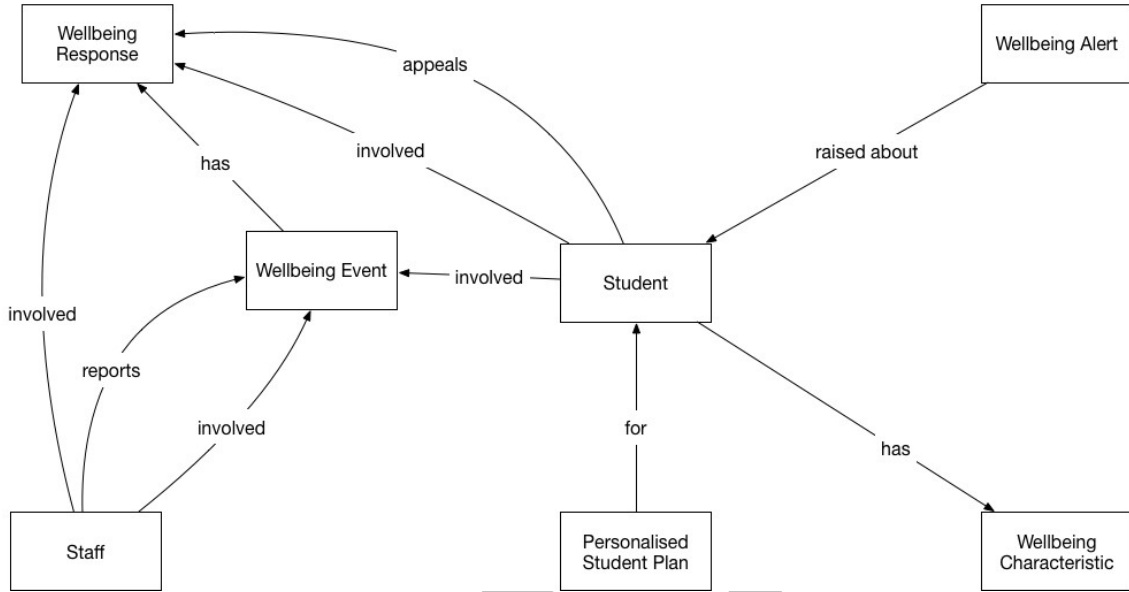 Wellbeing
Response
Wellbeing Alert
appeals
involved
raised about
has
Wellbeing Event
involved
Student
involved
reports
involved
for
has
Staff
Personalised
Student Plan
Wellbeing
Characteristic